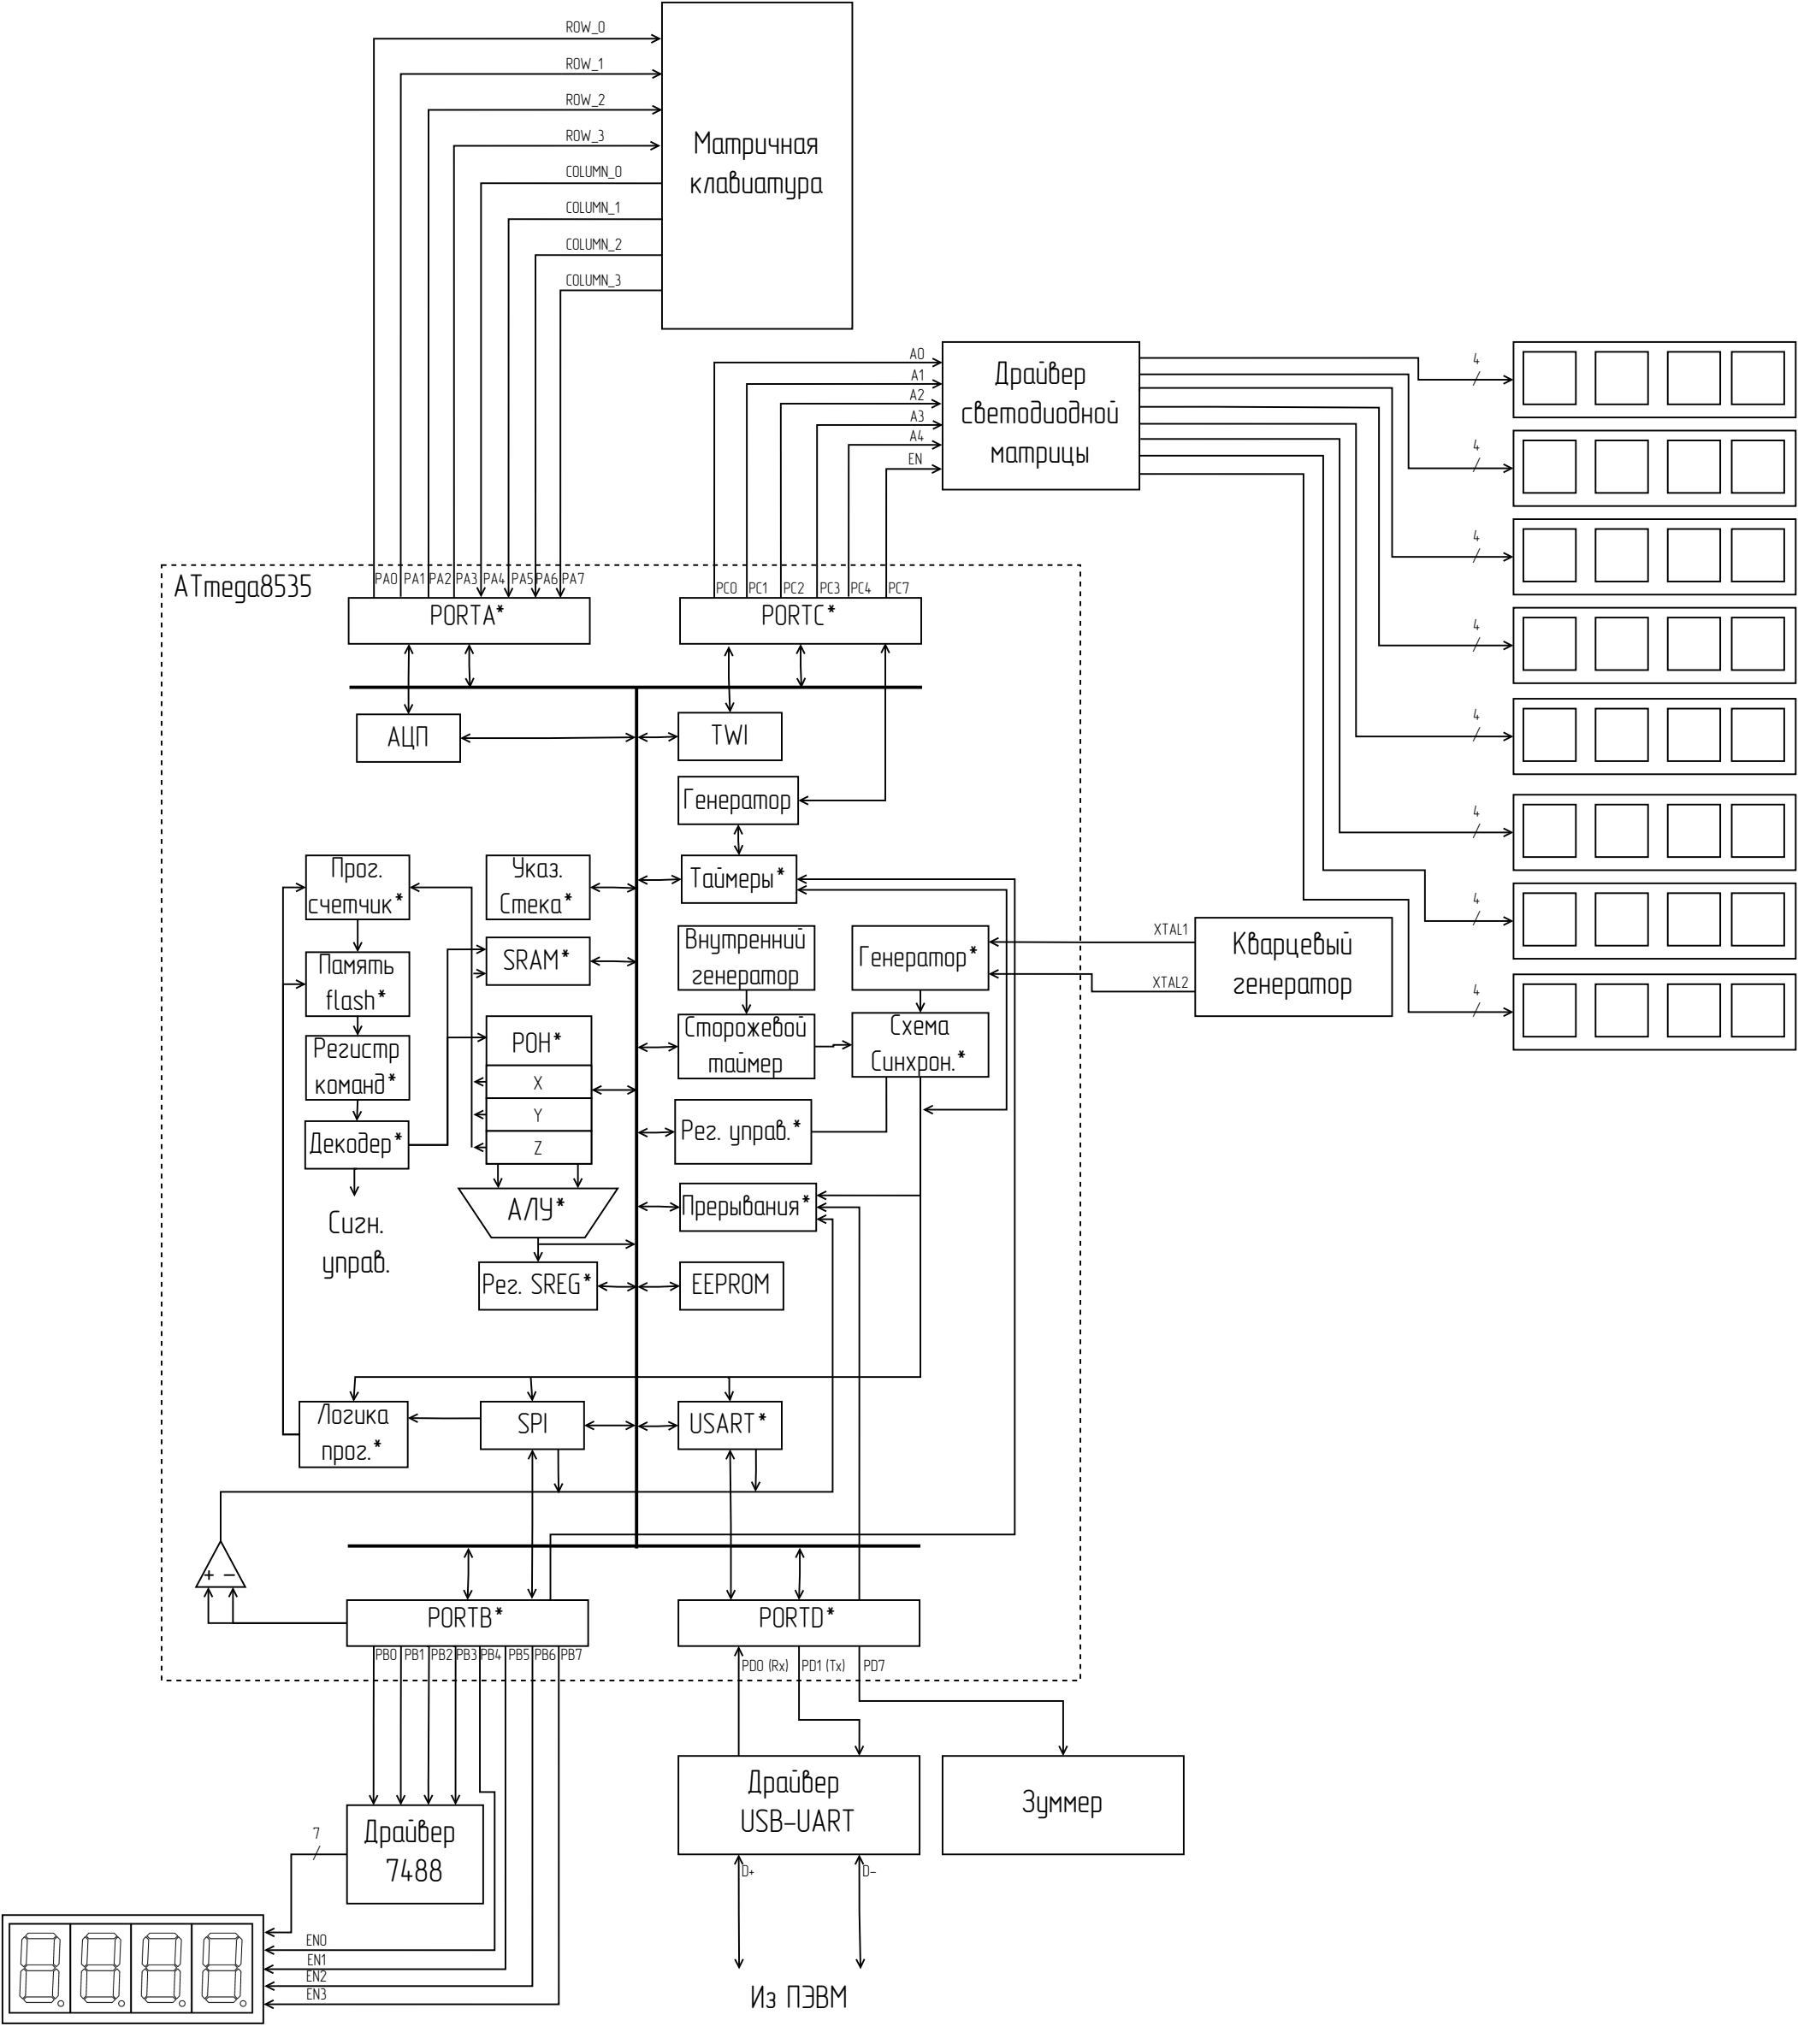 ROW_0
ROW_1
ROW_2
ROW_3
COLUMN_0
COLUMN_1
COLUMN_2
COLUMN_3
Матричная
клавиатура
A0
A1
A2
A3
A4
EN
Драйвер
светодиодной
матрицы
4
4
4
4
4
4
4
4
ATmega8535
PA0 PA1 PA2 PA3 PA4 PA5 PA6 PA7
PORTA*
PC0 PC1 PC2 PC3 PC4 PC7
PORTC*
АЦП
TWI
Генератор
Прог.
счетчик*
Указ.
Стека*
Таймеры*
Память
flash*
SRAM*
Внутренний
генератор
Генератор*
XTAL1
XTAL2
Кварцевый
генератор
Регистр
команд*
РОН*
X
Y
Z
Сторожевой
таймер
Схема
Синхрон.*
Декодер*
Рег. управ.*
Сигн.
управ.
АЛУ*
Прерывания*
Рег. SREG*
EEPROM
Логика
прог.*
SPI
USART*
+ −
PORTB*
PORTD*
PB0 PB1 PB2 PB3 PB4 PB5 PB6 PB7
PD0 (Rx) PD1 (Tx) PD7
Драйвер
7488
7
Драйвер
USB-UART
Зуммер
D+ D-
EN0
EN1
EN2
EN3
Из ПЭВМ